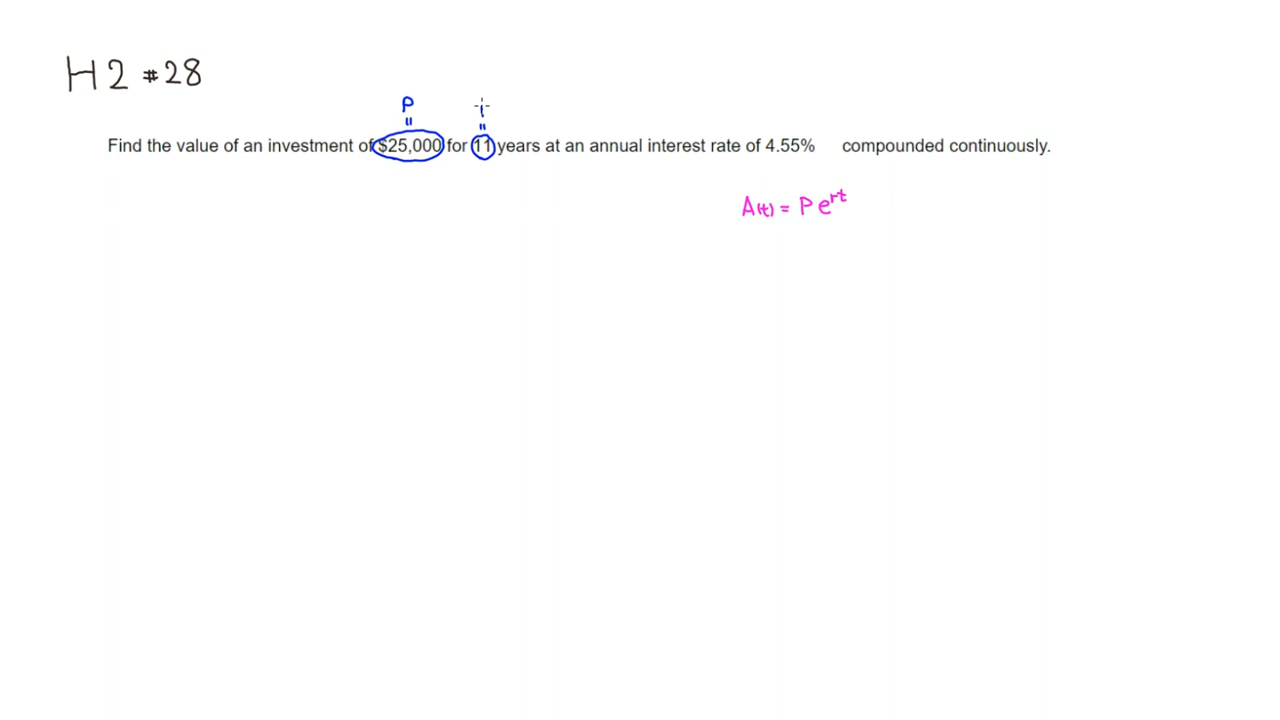 H2 #28
P t
" "
Find the value of an investment of $25,000 for 11 years at an annual interest rate of 4.55% compounded continuously.
A(t) = Pe^rt